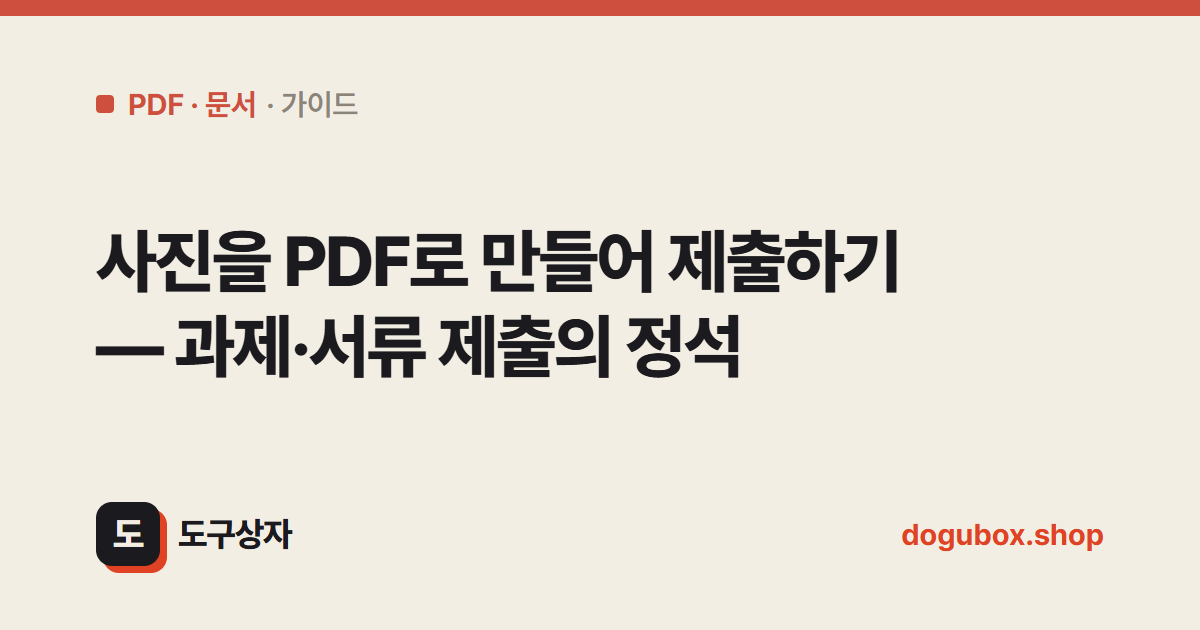 PDF · 문서 · 가이드
사진을 PDF로 만들어 제출하기
— 과제·서류 제출의 정석
도 도구상자
dogubox.shop